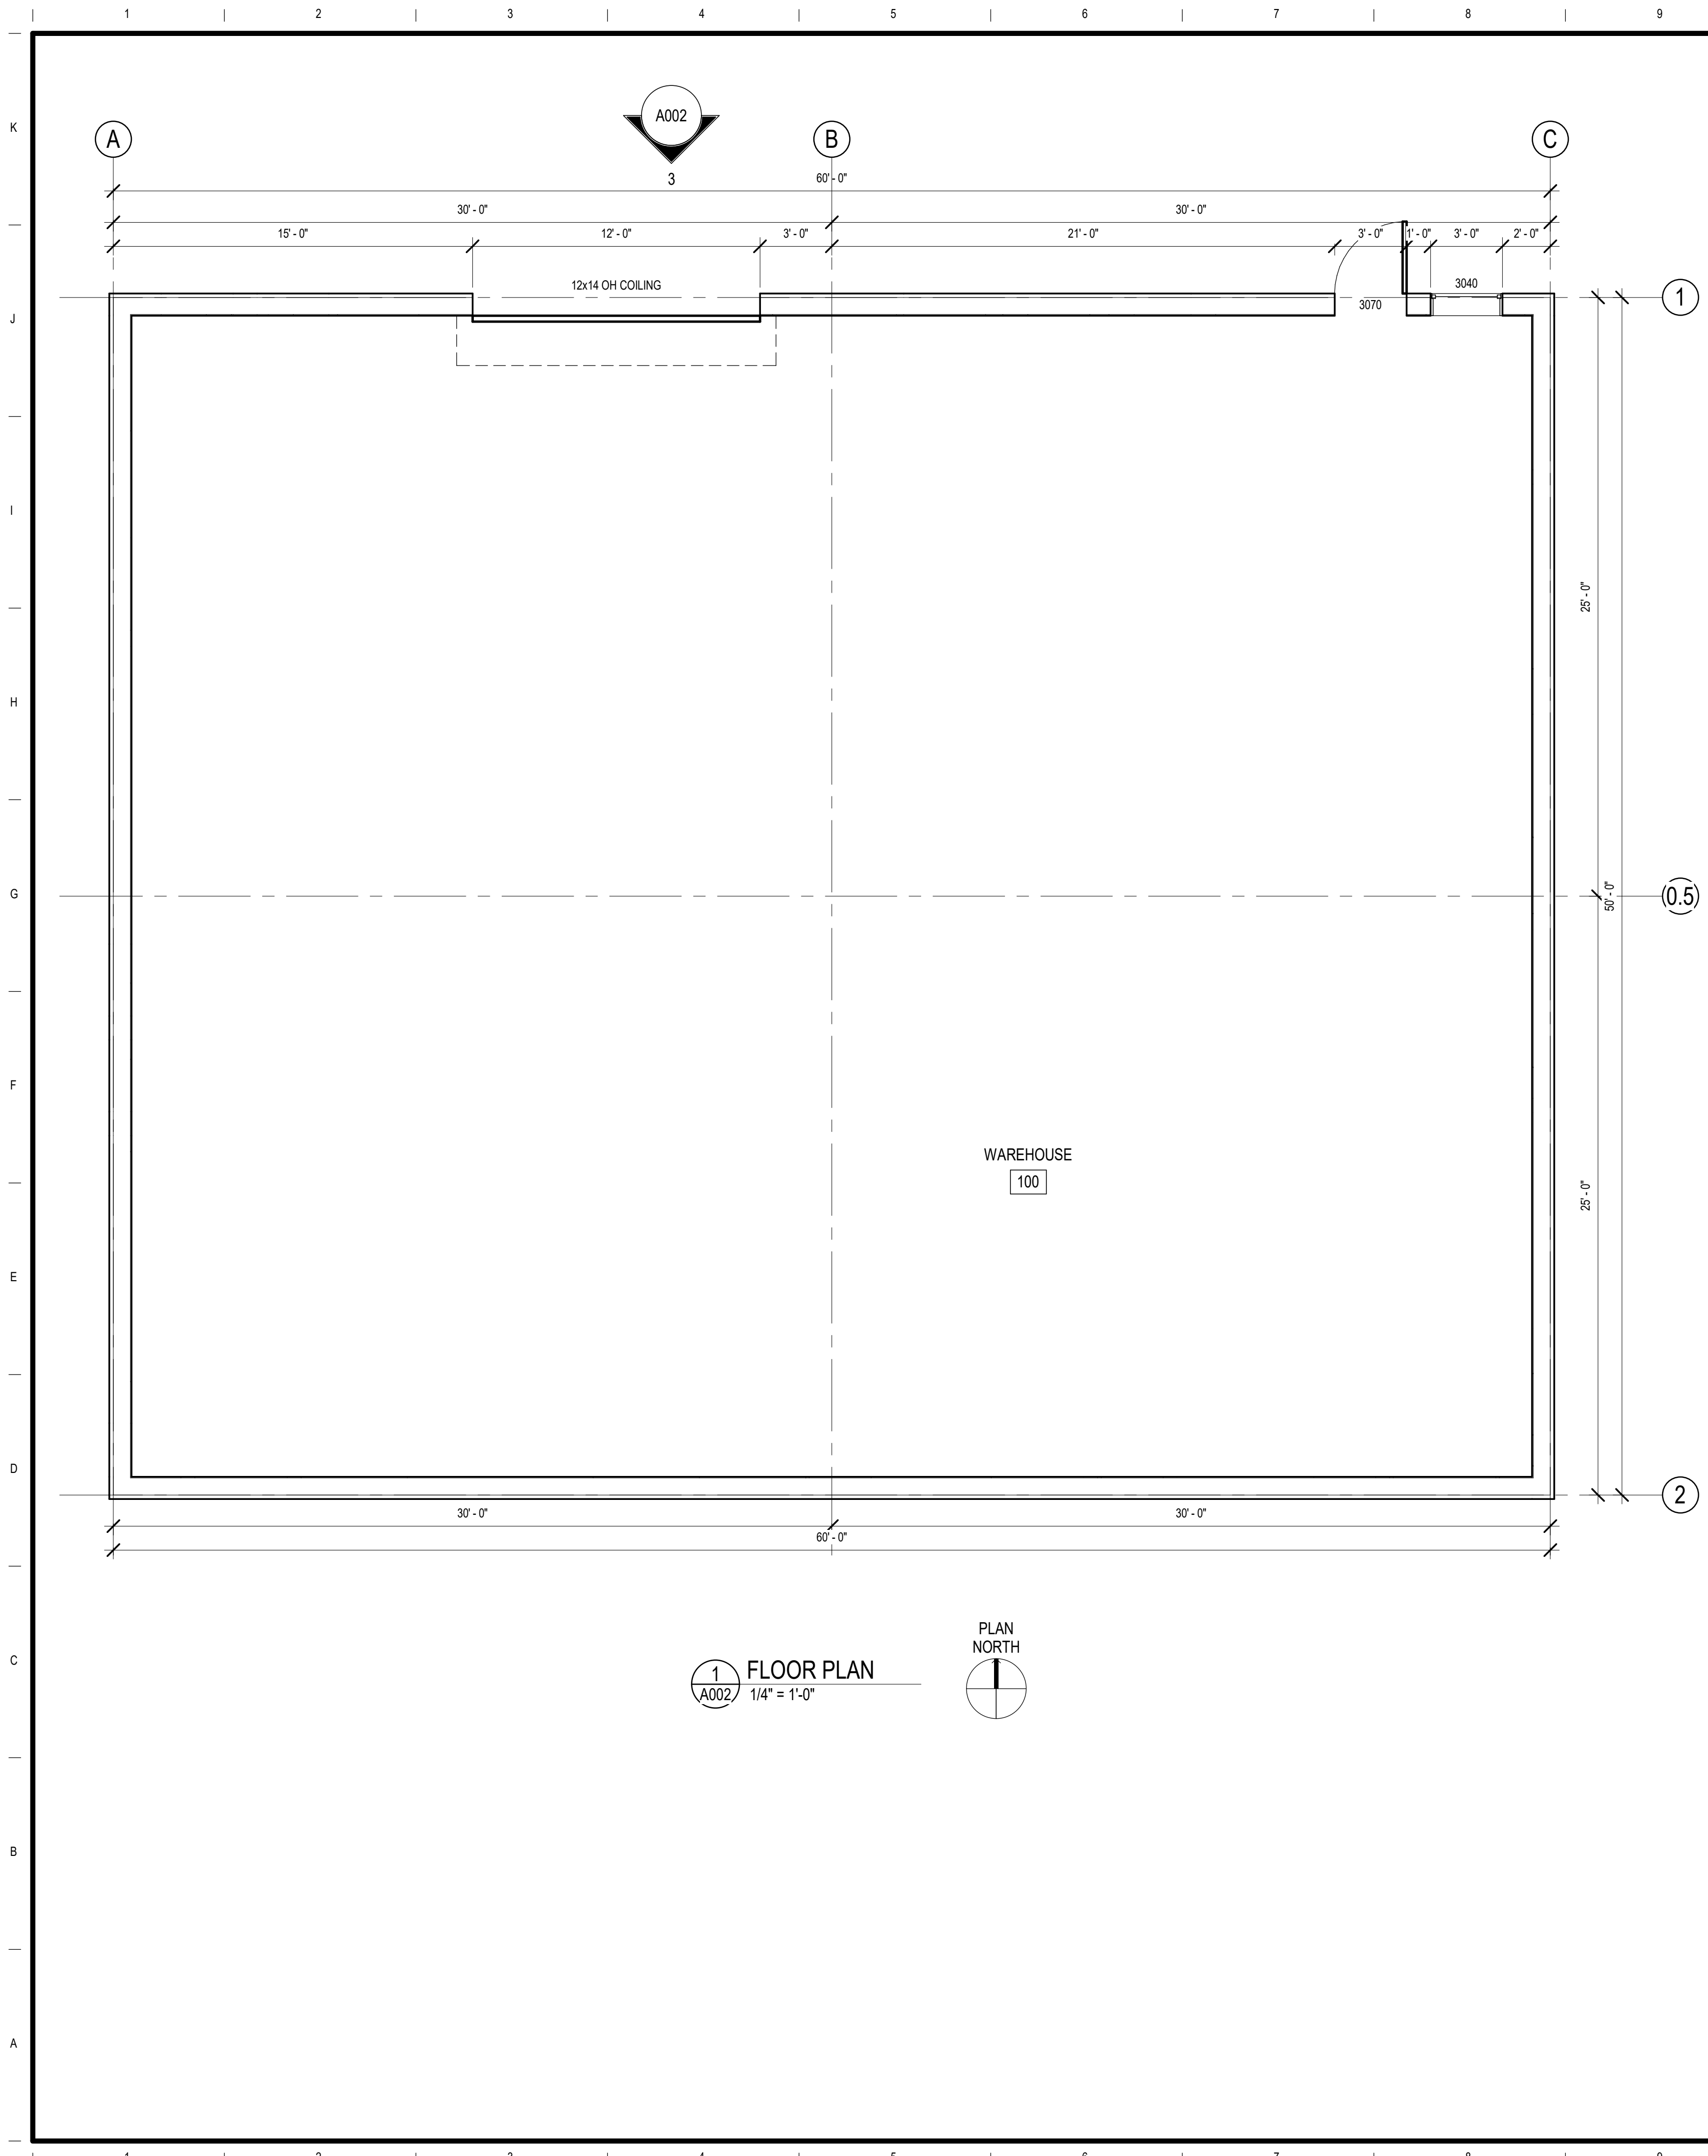 1 2 3 4 5 6 7 8 9
K
A002
A B C
3
60' - 0"
30' - 0" 30' - 0"
15' - 0" 12' - 0" 3' - 0" 21' - 0" 3' - 0" 1' - 0" 3' - 0" 2' - 0"
12x14 OH COILING 3040
1
3070
J
I
25' - 0"
H
G
50' - 0"
0.5
F
WAREHOUSE
100
25' - 0"
E
D
2
30' - 0" 30' - 0"
60' - 0"
PLAN
NORTH
C
1 FLOOR PLAN
A002 1/4" = 1'-0"
B
A